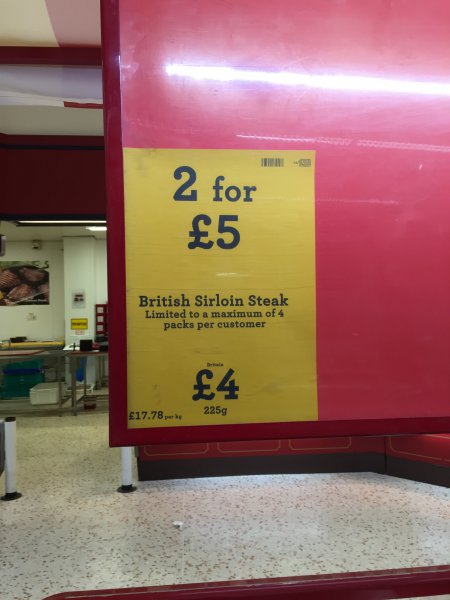 2 for
£5
British Sirloin Steak
Limited to a maximum of 4
packs per customer
Britain
£4
225g
£17.78 per kg